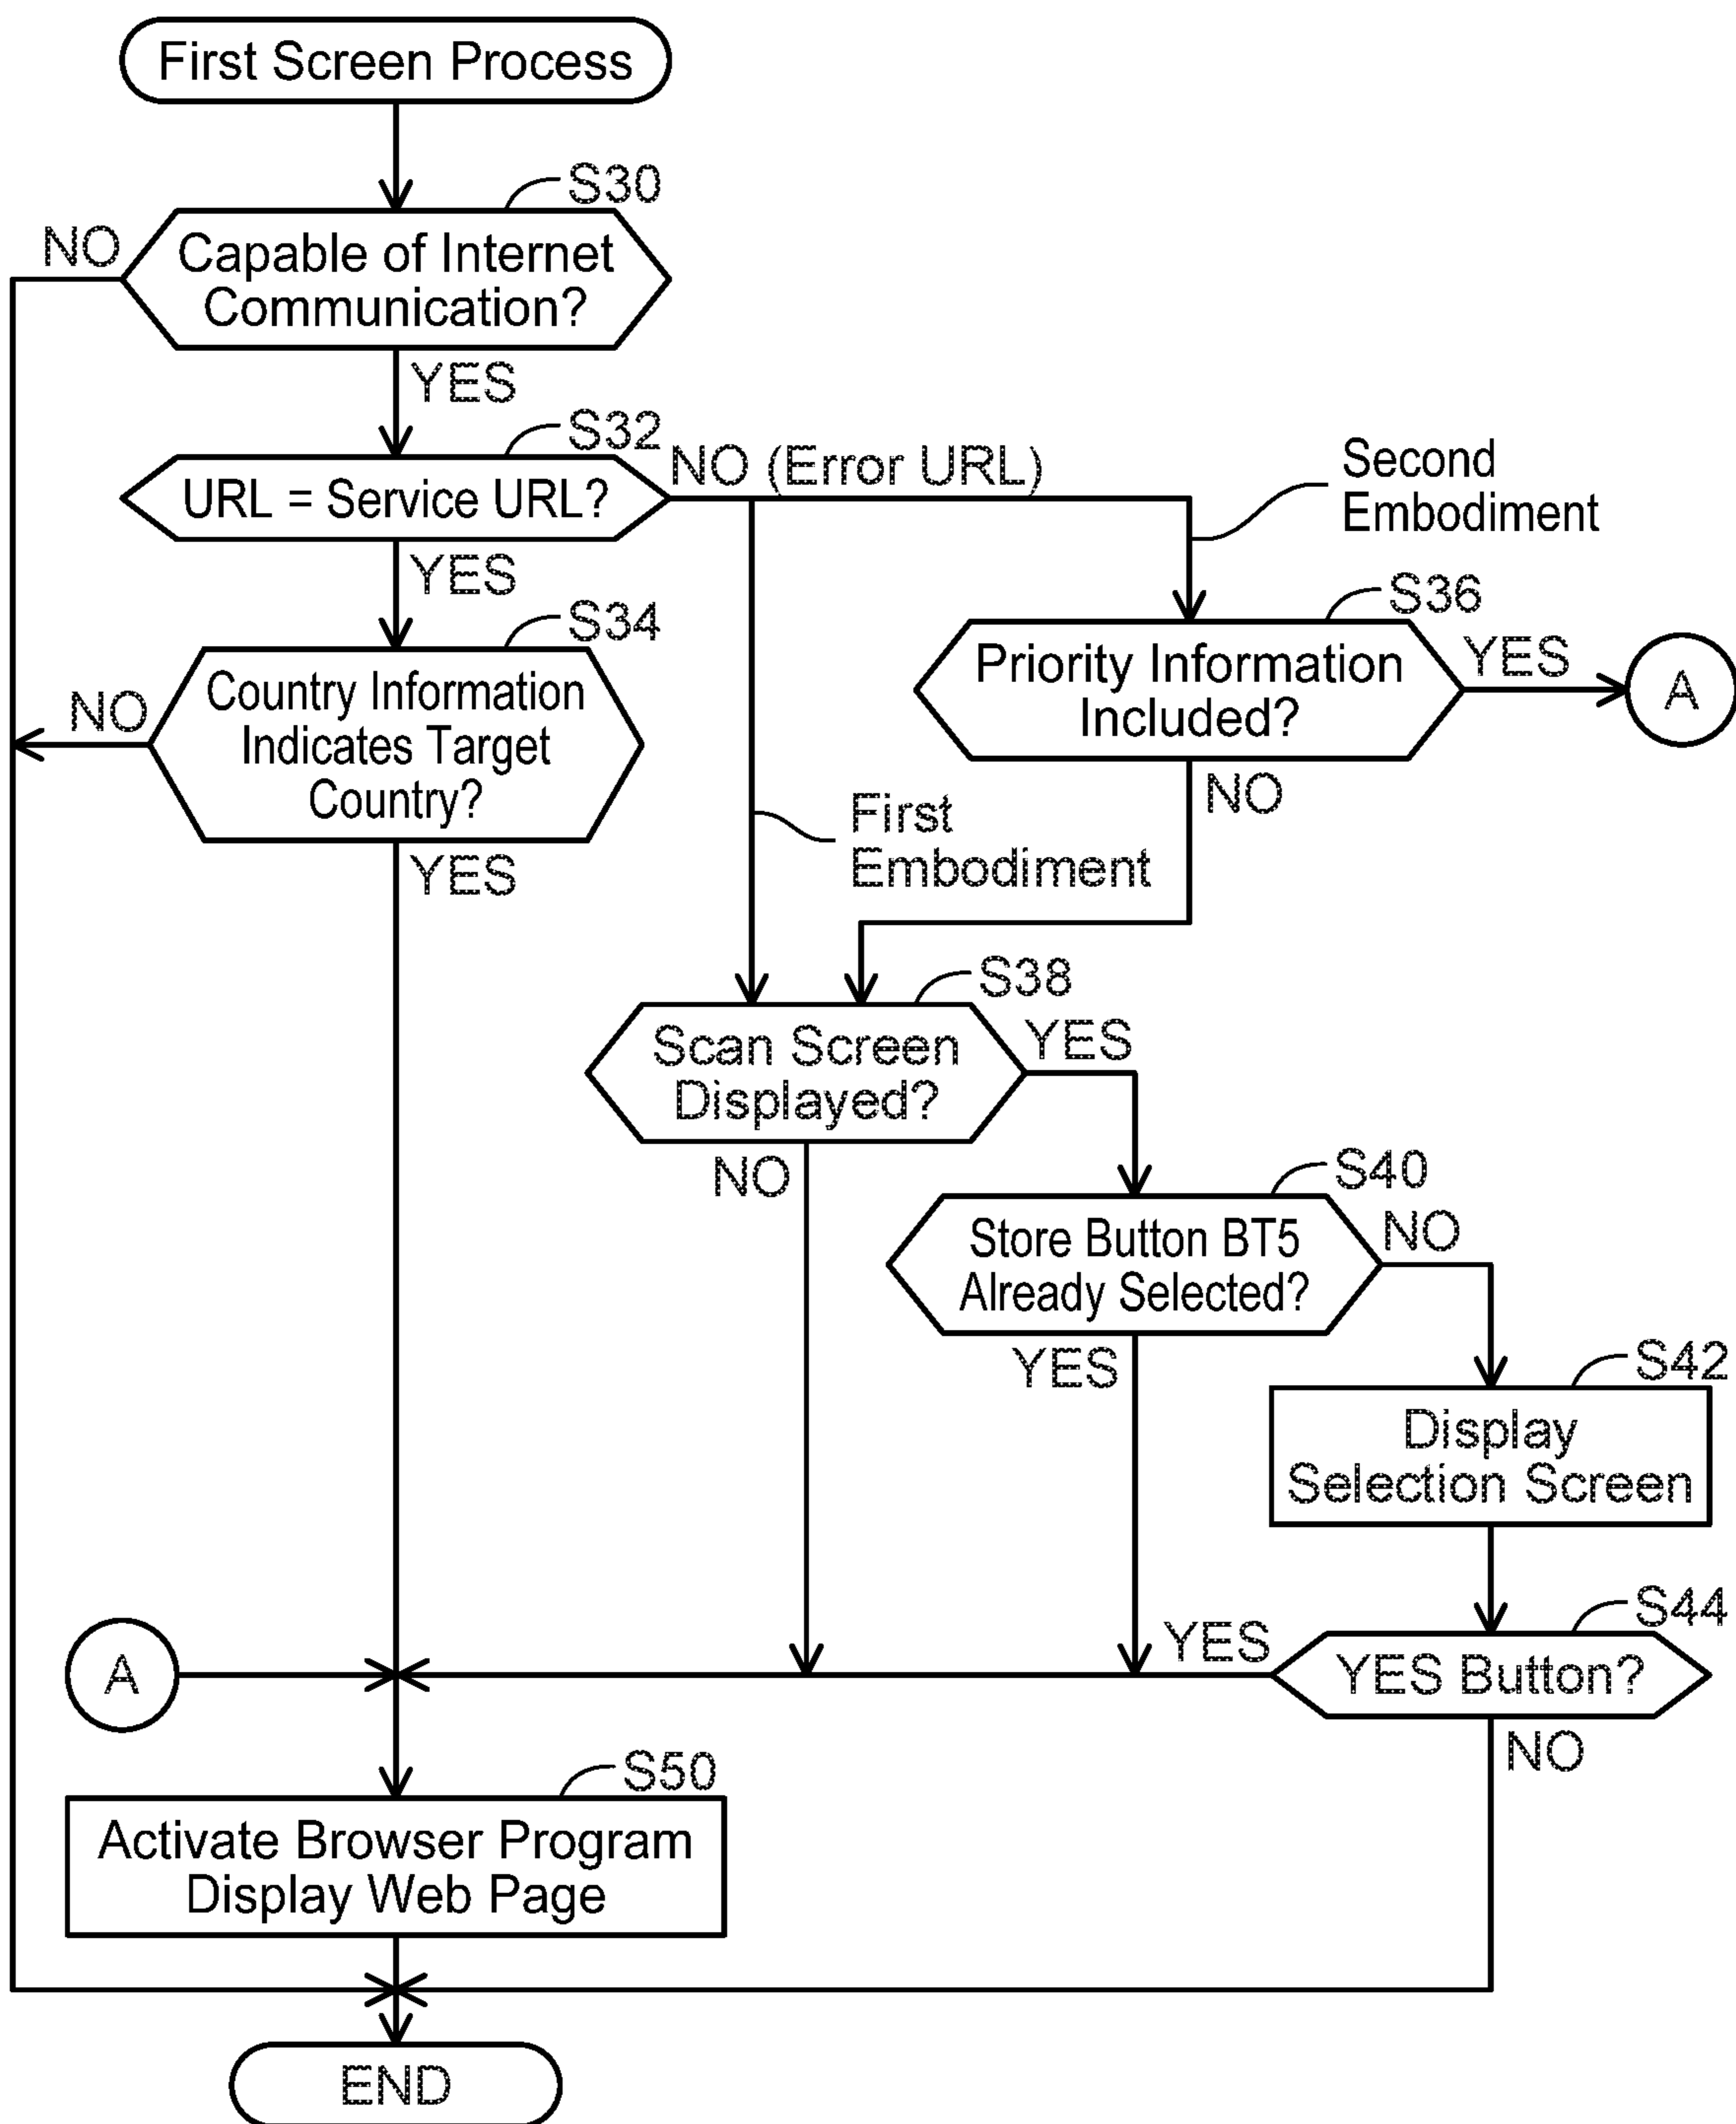 First Screen Process
S30
NO
Capable of Internet
Communication?
YES
S32
NO (Error URL)
URL = Service URL?
Second
Embodiment
YES
S34
S36
Country Information
Indicates Target
Country?
NO
Priority Information
Included?
YES
A
YES
First
Embodiment
NO
S38
Scan Screen
Displayed?
YES
NO
S40
Store Button BT5
Already Selected?
NO
YES
S42
Display
Selection Screen
S44
A
YES
YES Button?
NO
S50
Activate Browser Program
Display Web Page
END